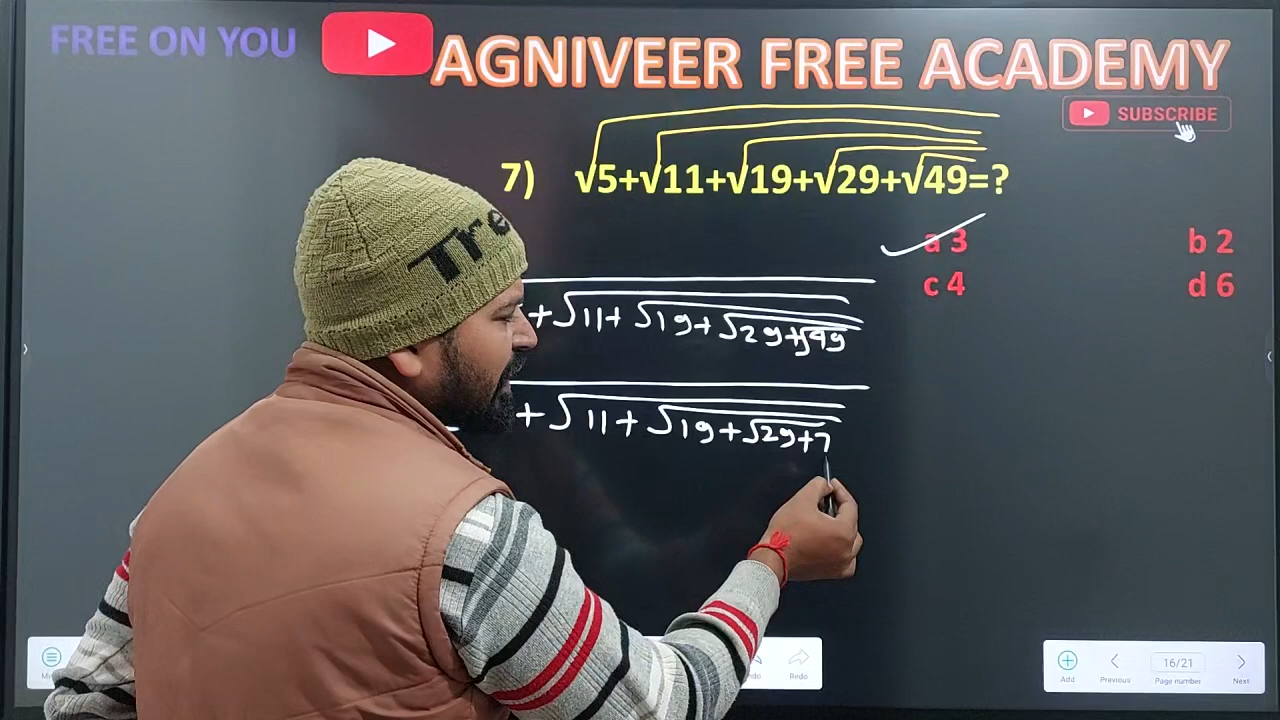 FREE ON YOU AGNIVEER FREE ACADEMY
SUBSCRIBE
7) √5+√11+√19+√29+√49=?
a 3 b 2
c 4 d 6
+√11+√19+√29+√49
+√11+√19+√29+7
Tre
Redo
Add Previous 16/21 Next
Page number